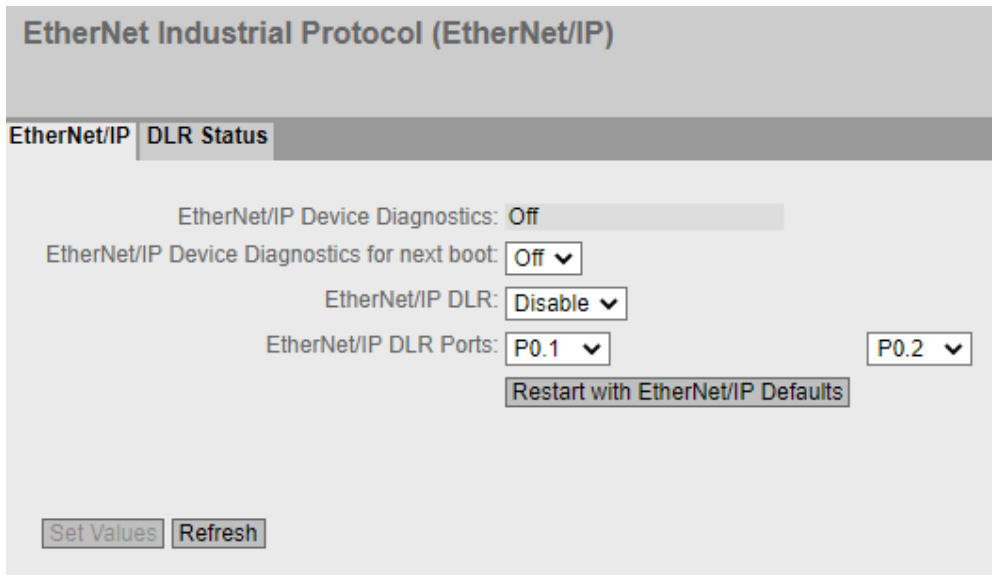 EtherNet Industrial Protocol (EtherNet/IP)
EtherNet/IP DLR Status
EtherNet/IP Device Diagnostics: Off
EtherNet/IP Device Diagnostics for next boot: Off
EtherNet/IP DLR: Disable
EtherNet/IP DLR Ports: P0.1 P0.2
Restart with EtherNet/IP Defaults
Set Values Refresh